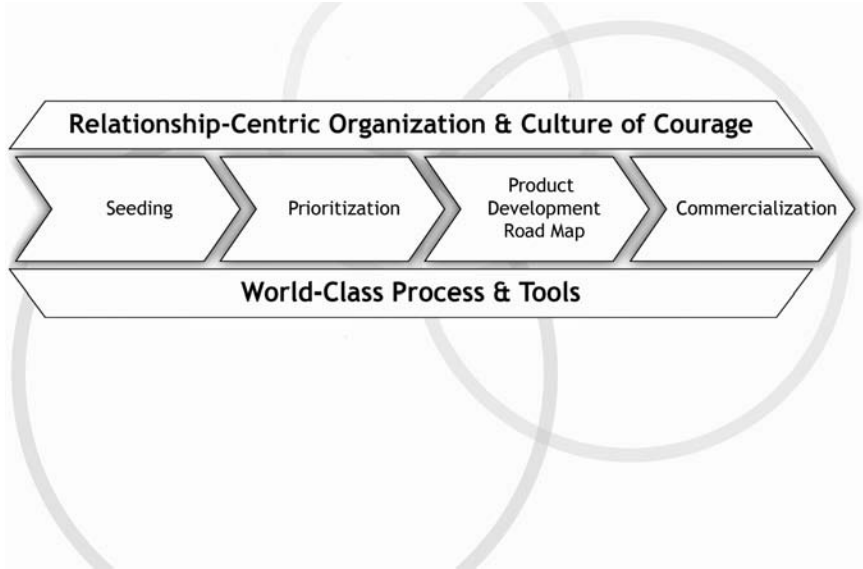 Relationship-Centric Organization & Culture of Courage
Seeding
Prioritization
Product
Development
Road Map
Commercialization
World-Class Process & Tools